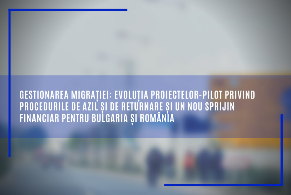 GESTIONAREA MIGRAȚIEI: EVOLUȚIA PROIECTELOR-PILOT PRIVIND
PROCEDURILE DE AZIL ȘI DE RETURNARE ȘI UN NOU SPRIJIN
FINANCIAR PENTRU BULGARIA ȘI ROMÂNIA